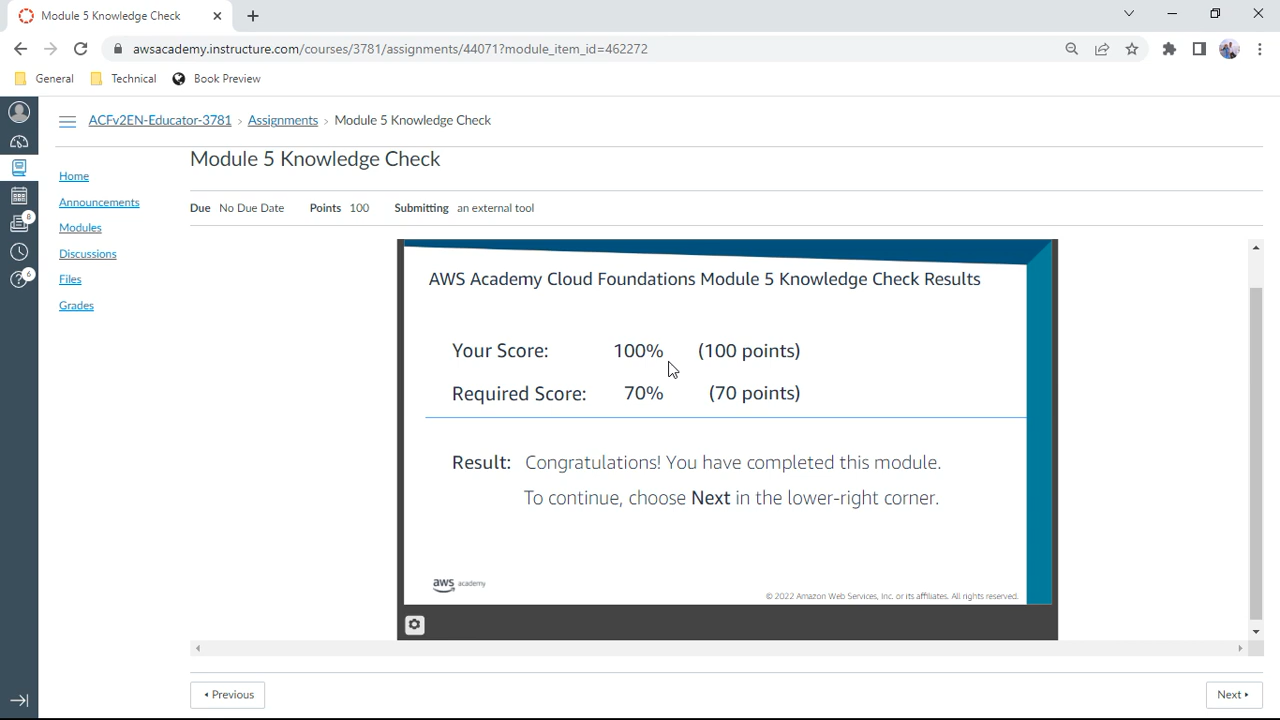 Module 5 Knowledge Check
awsacademy.instructure.com/courses/3781/assignments/44071?module_item_id=462272
General Technical Book Preview
ACFv2EN-Educator-3781 › Assignments › Module 5 Knowledge Check
Module 5 Knowledge Check
Home
Announcements
Modules
Discussions
Files
Grades
8
6
Due No Due Date Points 100 Submitting an external tool
AWS Academy Cloud Foundations Module 5 Knowledge Check Results
Your Score: 100% (100 points)
Required Score: 70% (70 points)
Result: Congratulations! You have completed this module.
To continue, choose Next in the lower-right corner.
aws academy
© 2022 Amazon Web Services, Inc. or its affiliates. All rights reserved.
Previous
Next